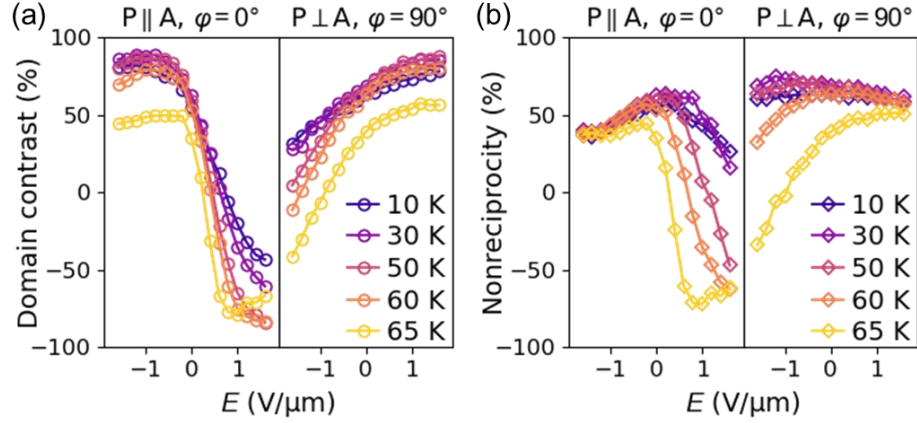 (a) P ∥ A, φ = 0° P ⊥ A, φ = 90°
Domain contrast (%)
100
50
0
−50
−100
10 K
30 K
50 K
60 K
65 K
−1 0 1 −1 0 1
E (V/μm)
(b) P ∥ A, φ = 0° P ⊥ A, φ = 90°
Nonreciprocity (%)
100
50
0
−50
−100
10 K
30 K
50 K
60 K
65 K
−1 0 1 −1 0 1
E (V/μm)